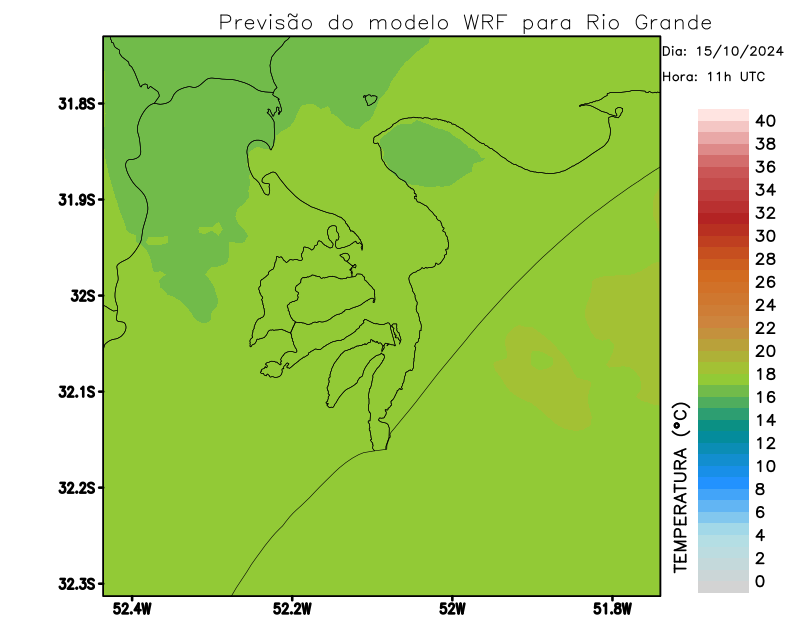 Previsão do modelo WRF para Rio Grande
Dia: 15/10/2024
Hora: 11h UTC
31.8S
31.9S
32S
32.1S
32.2S
32.3S
52.4W
52.2W
52W
51.8W
TEMPERATURA (°C)
40
38
36
34
32
30
28
26
24
22
20
18
16
14
12
10
8
6
4
2
0